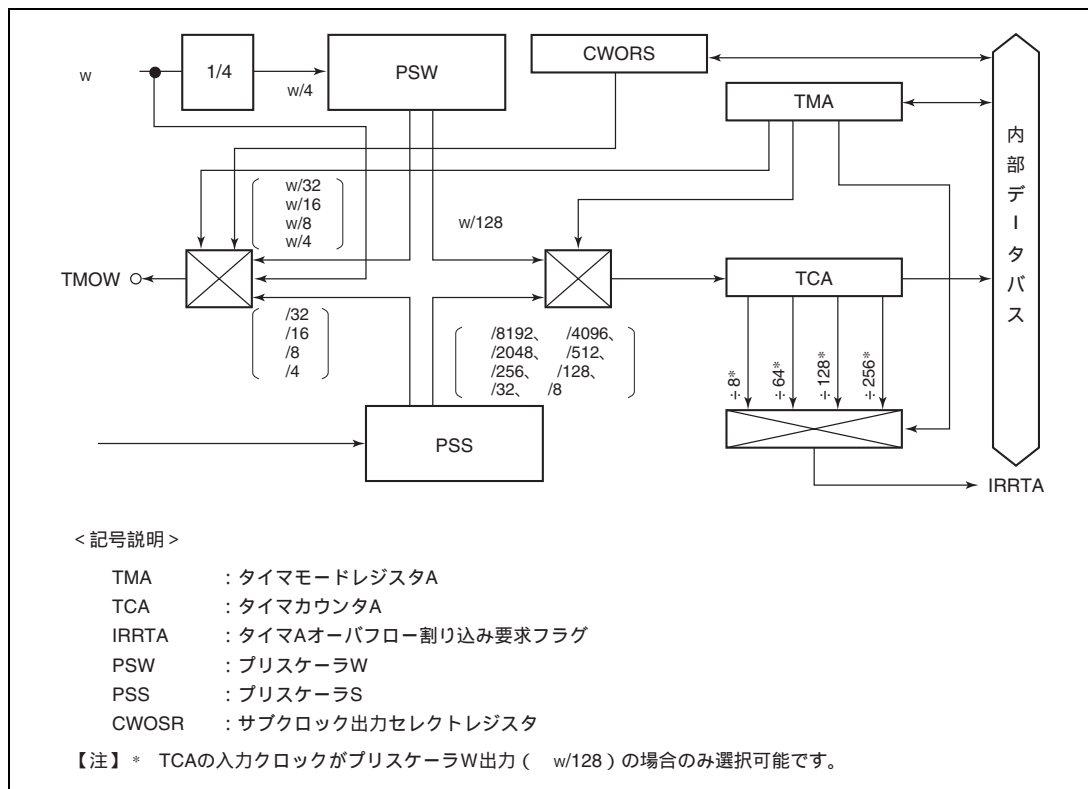 w
1/4
w/4
PSW
CWORS
TMA
内部データバス
w/32
w/16
w/8
w/4
w/128
TMOW
TCA
/32
/16
/8
/4
/8192、 /4096、
/2048、 /512、
/256、 /128、
/32、 /8
÷8*
÷64*
÷128*
÷256*
PSS
IRRTA
<記号説明>
TMA :タイマモードレジスタA
TCA :タイマカウンタA
IRRTA :タイマAオーバフロー割り込み要求フラグ
PSW :プリスケーラW
PSS :プリスケーラS
CWOSR :サブクロック出力セレクトレジスタ
【注】* TCAの入力クロックがプリスケーラW出力( w/128)の場合のみ選択可能です。